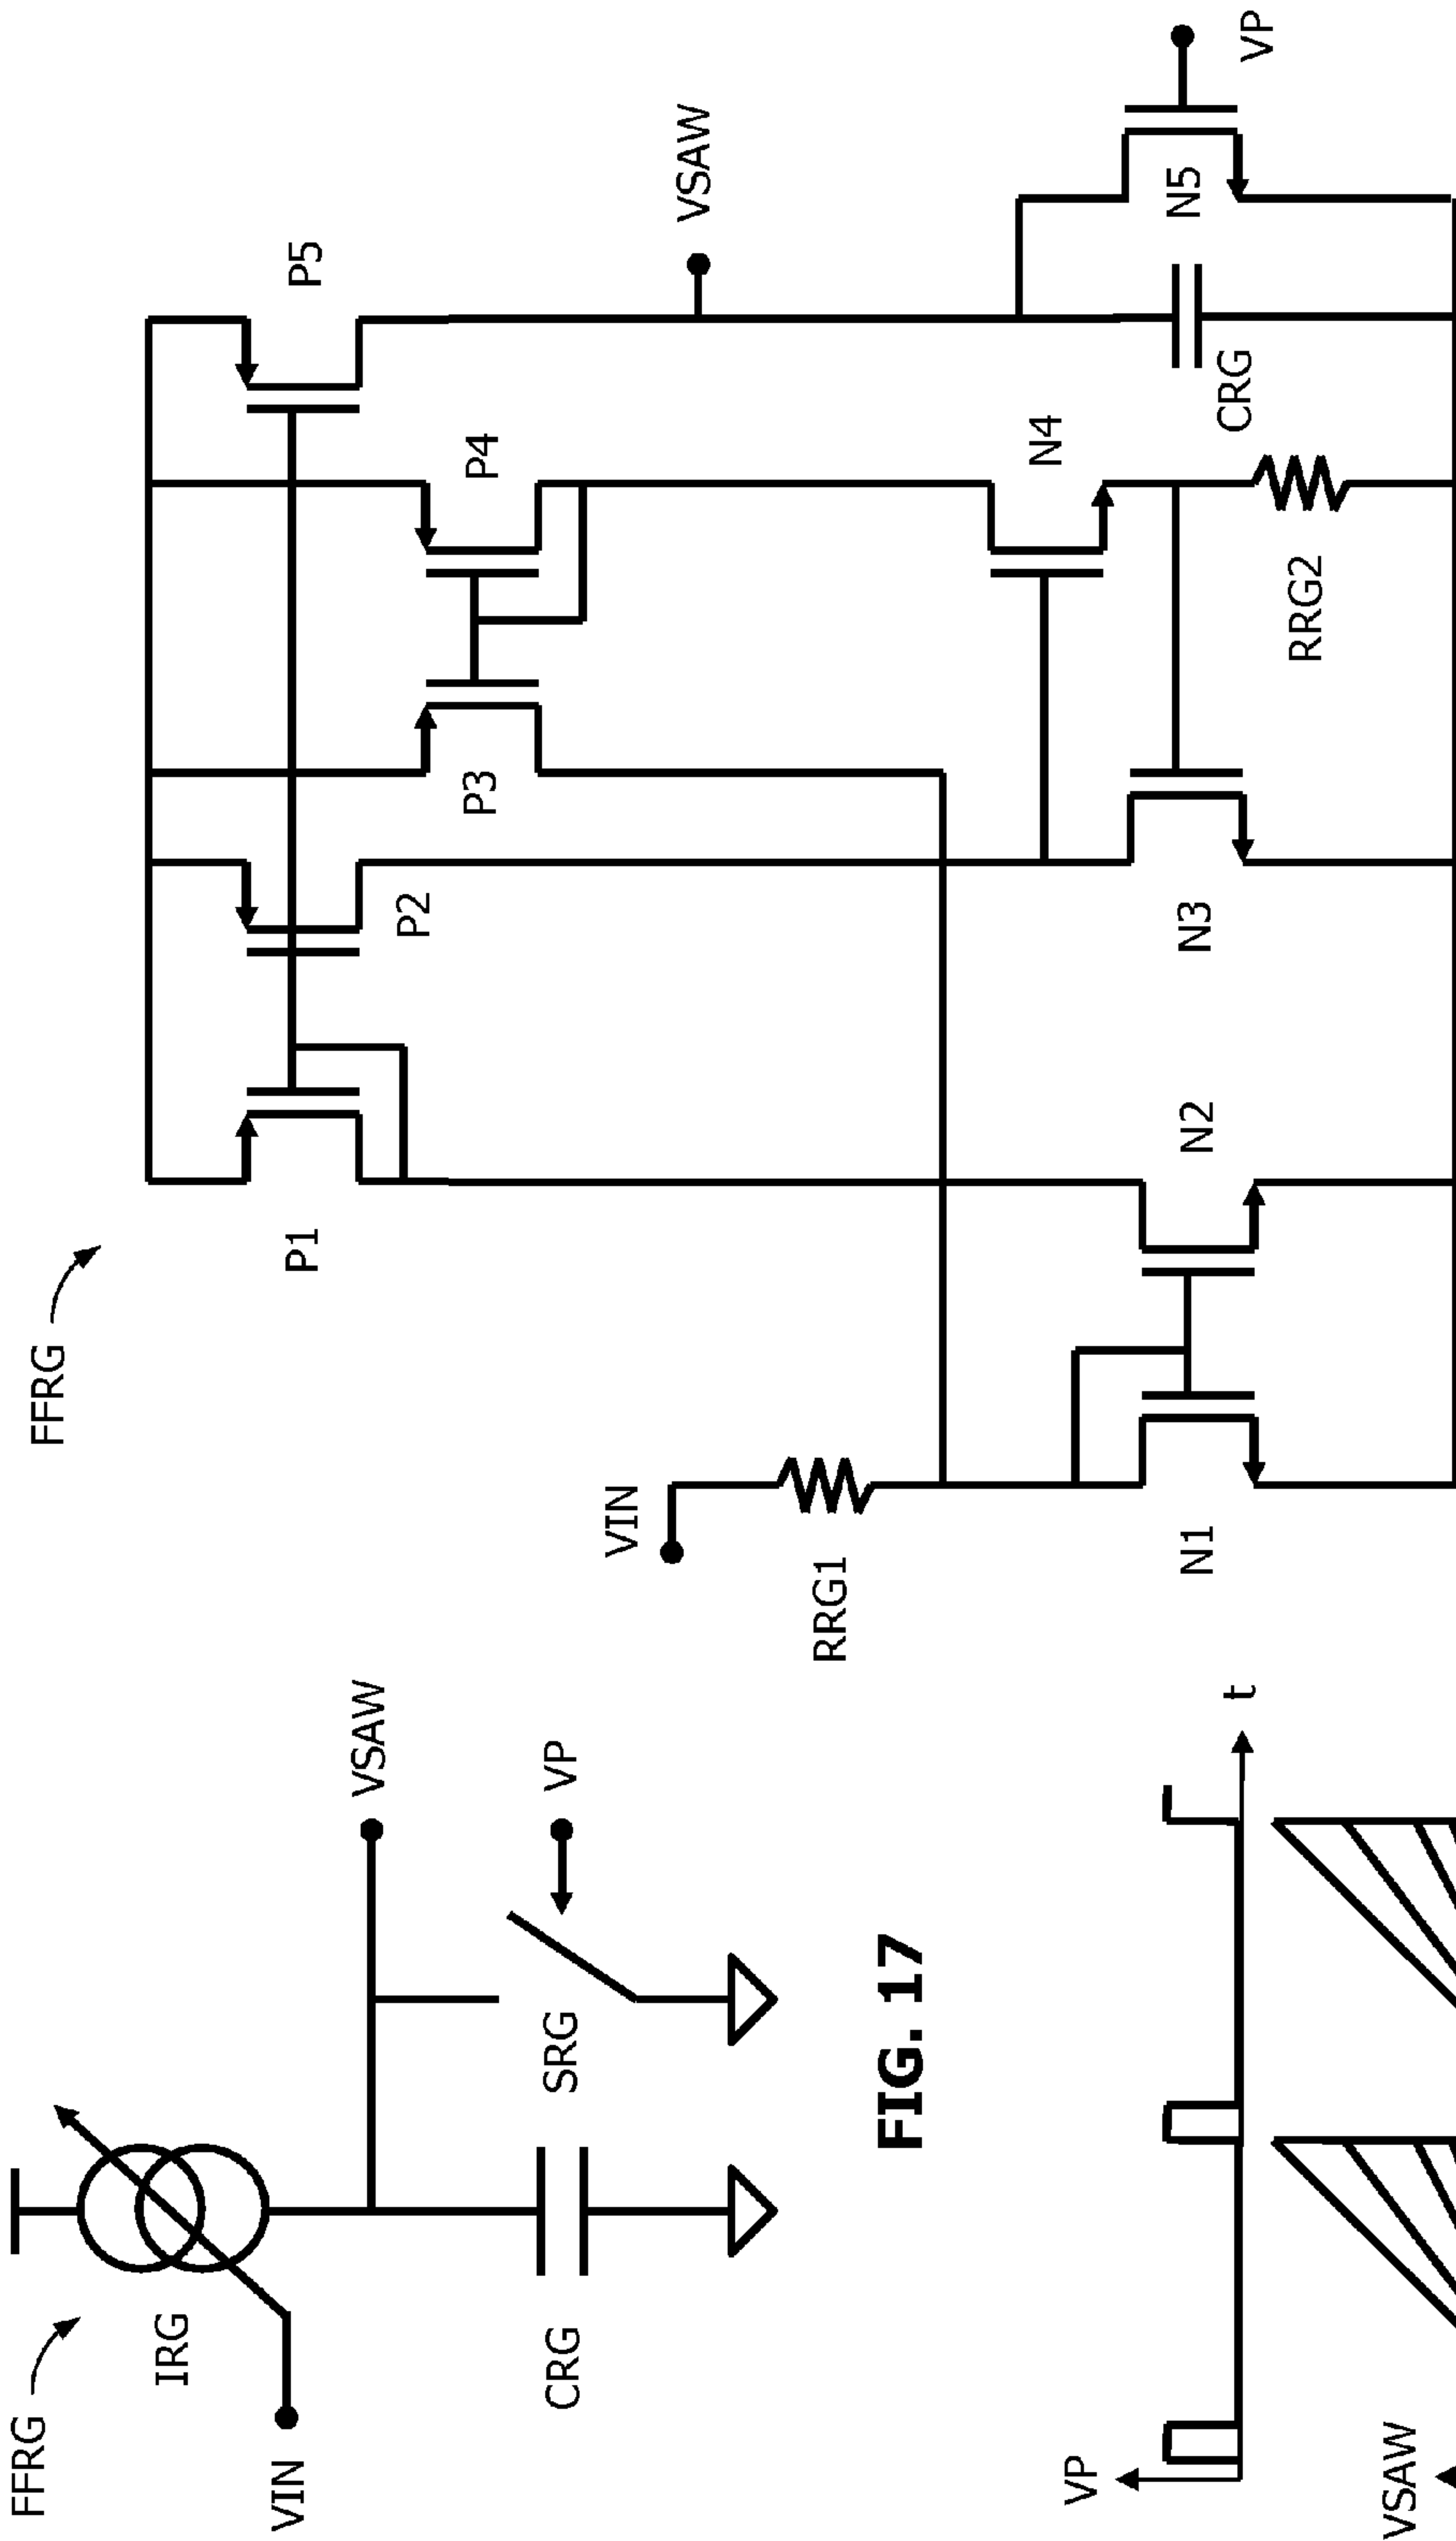 FFRG
IRG
VIN
CRG
VSAW
SRG
VP
FIG. 17
VP
t
VSAW
FFRG
P1
P2
P3
P4
P5
VIN
RRG1
VSAW
N1
N2
N3
N4
RRG2
CRG
N5
VP